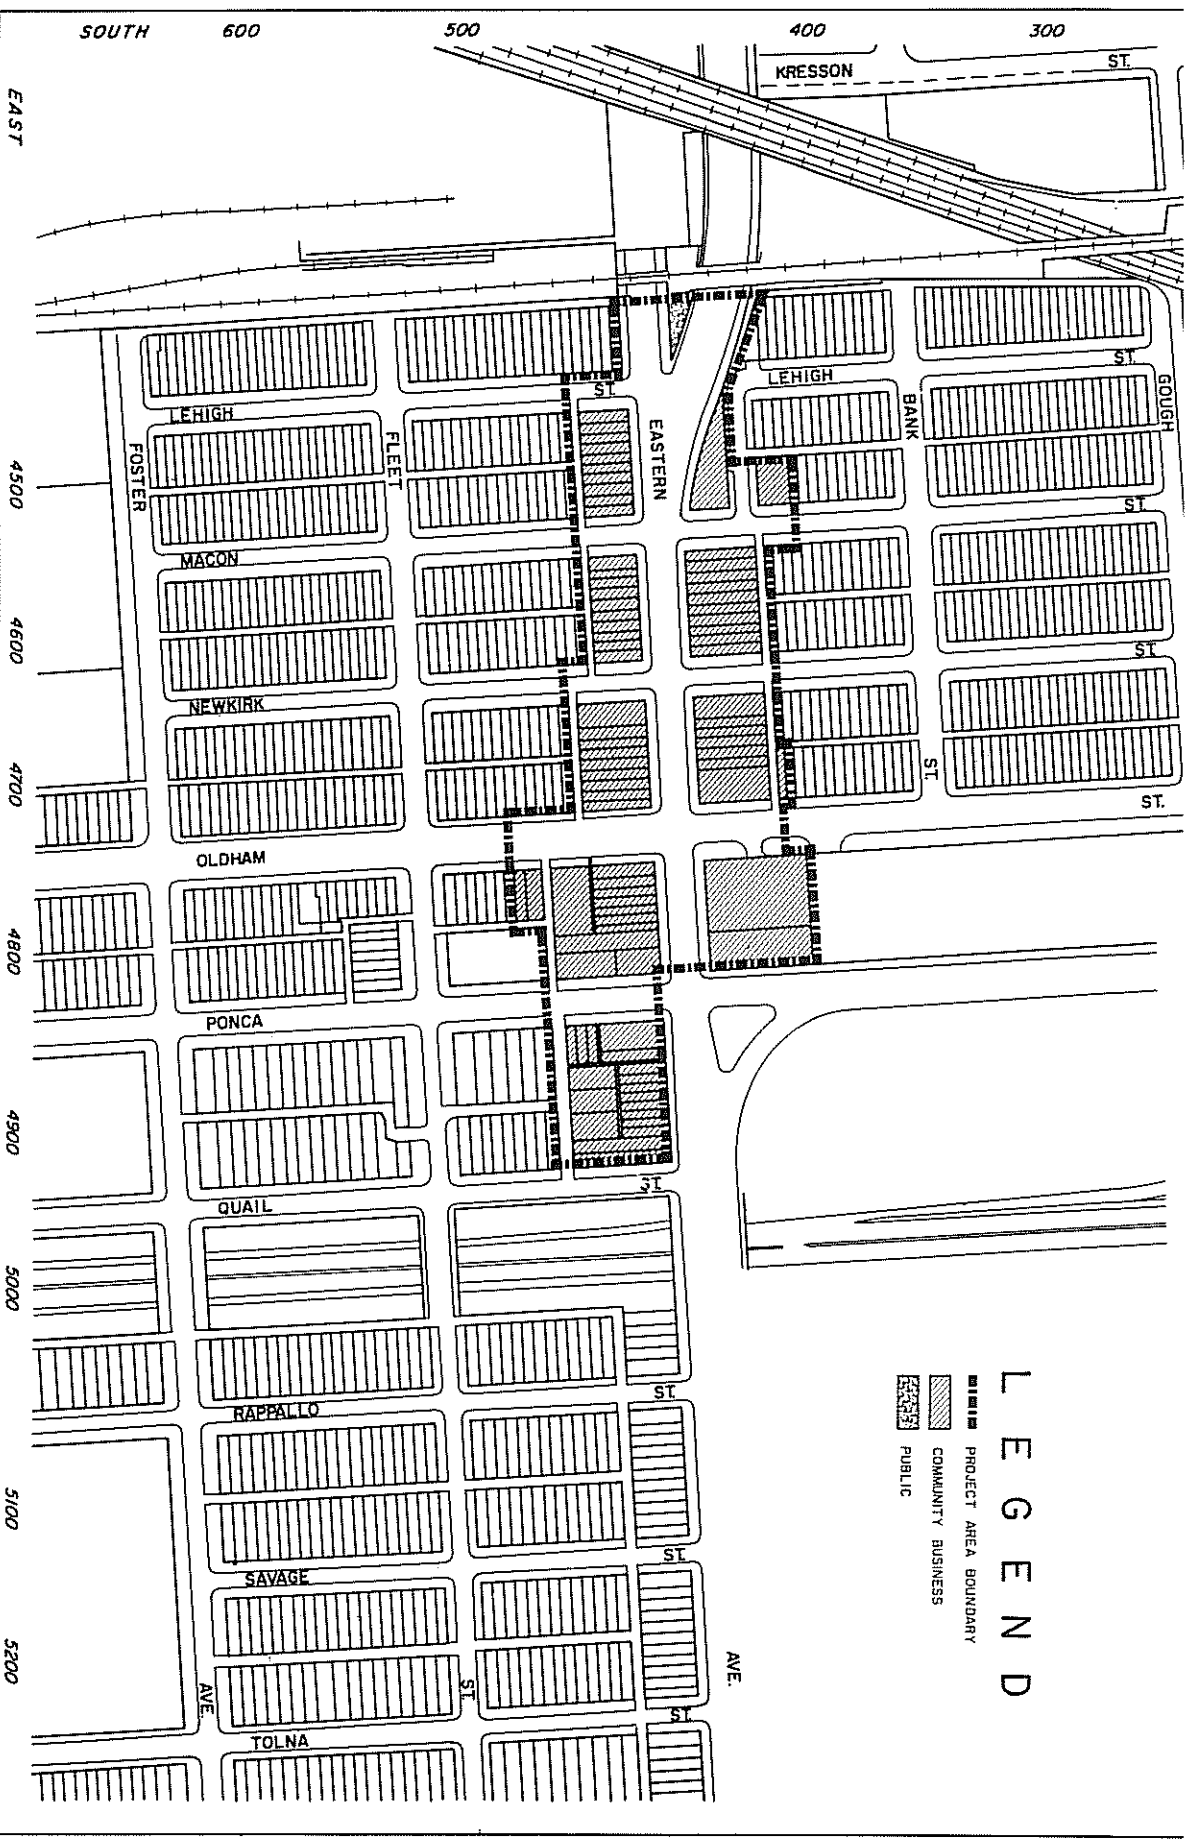 SOUTH 600 500 400 300
EAST
4500
4600
4700
4800
4900
5000
5100
5200
KRESSON ST.
LEHIGH ST.
LEHIGH ST.
GOUGH
BANK ST.
EASTERN AVE.
FLEET ST.
FOSTER AVE.
MACON ST.
NEWKIRK ST.
OLDHAM ST.
PONCA
QUAIL ST.
RAPPALLO ST.
SAVAGE ST.
TOLNA ST.
LEGEND
PROJECT AREA BOUNDARY
COMMUNITY BUSINESS
PUBLIC